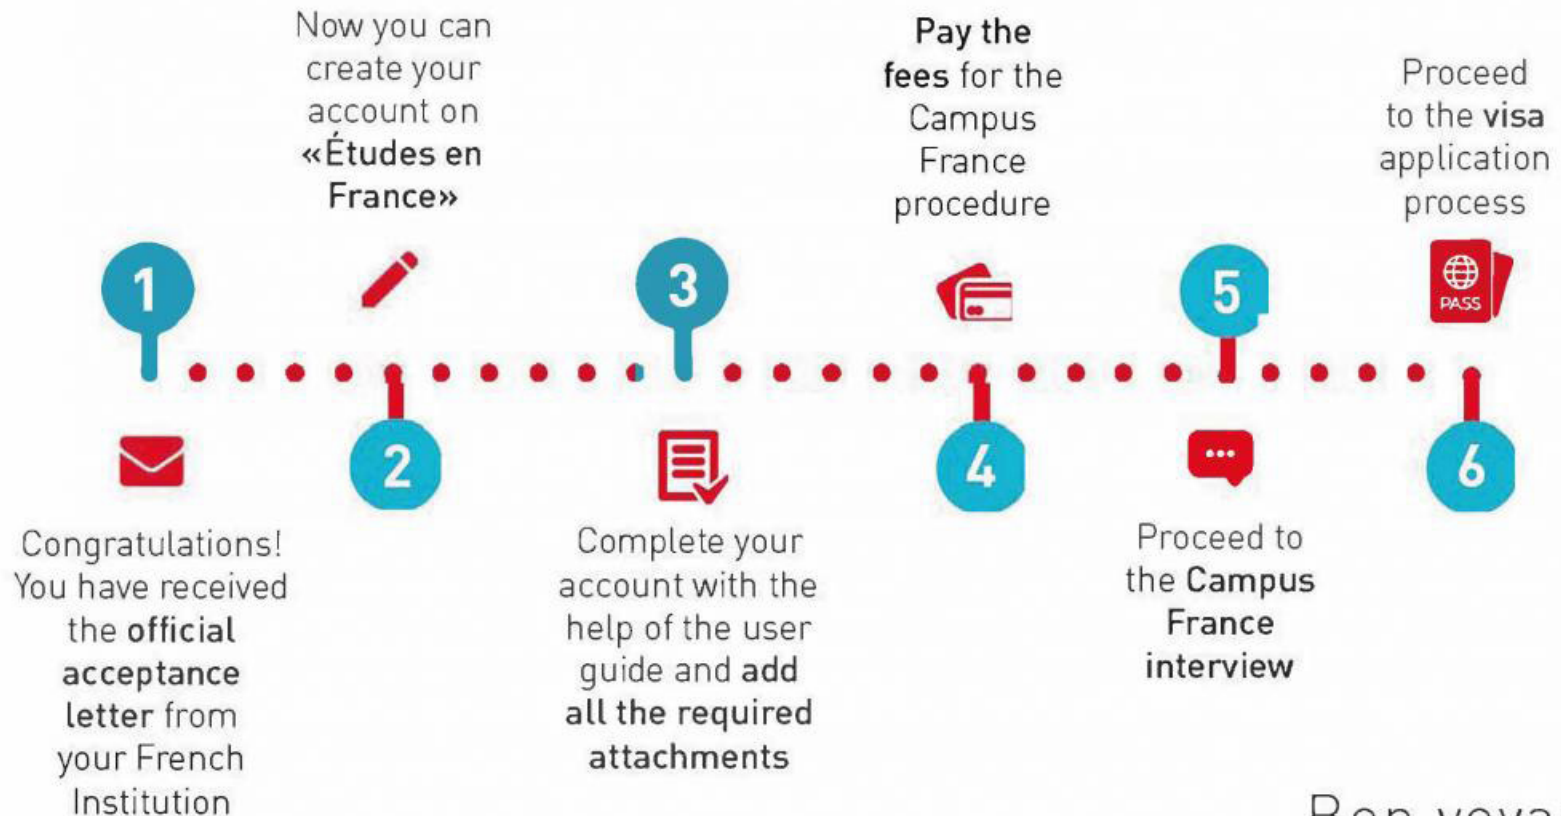 1
Congratulations!
You have received
the official
acceptance
letter from
your French
Institution
Now you can
create your
account on
«Études en
France»
2
3
Complete your
account with the
help of the user
guide and add
all the required
attachments
Pay the
fees for the
Campus
France
procedure
4
5
Proceed to
the Campus
France
interview
Proceed
to the visa
application
process
PASS
6